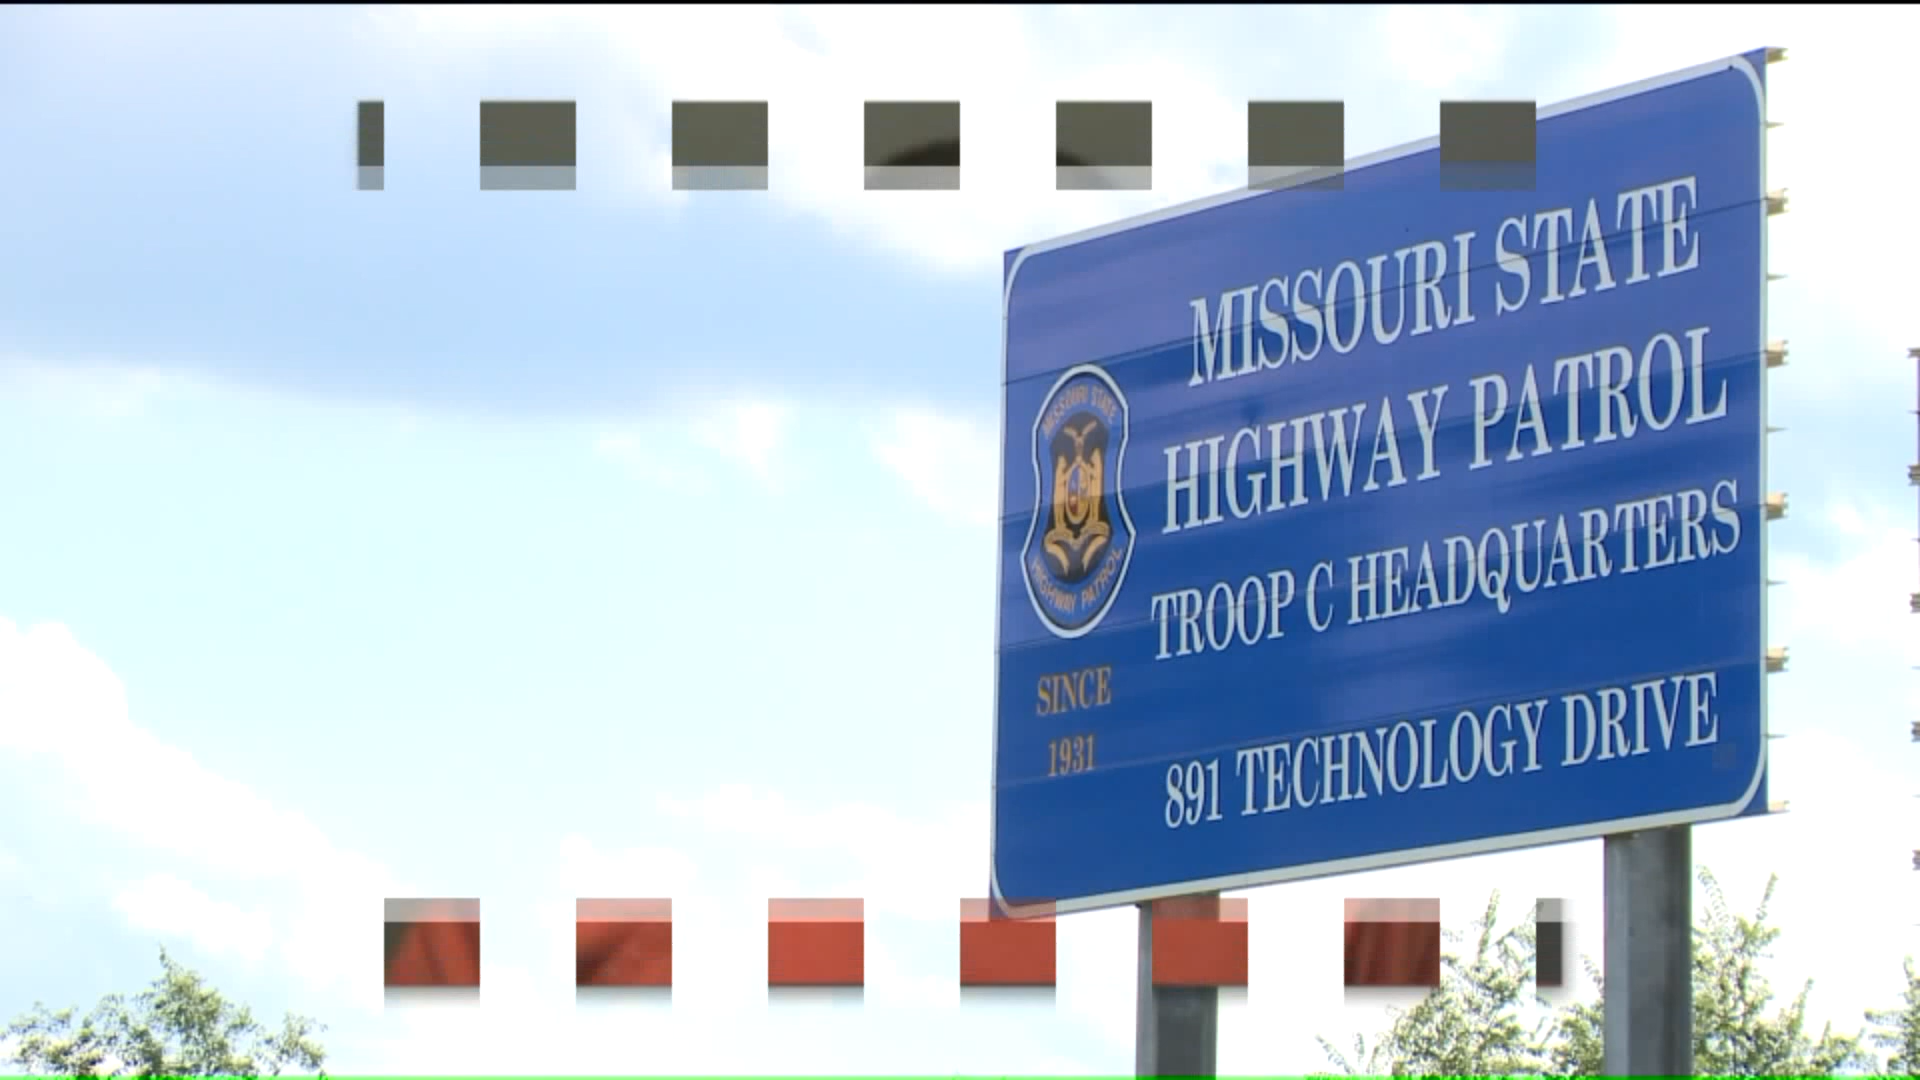 MISSOURI STATE
HIGHWAY PATROL
TROOP C HEADQUARTERS
891 TECHNOLOGY DRIVE
MISSOURI STATE
HIGHWAY PATROL
SINCE
1931